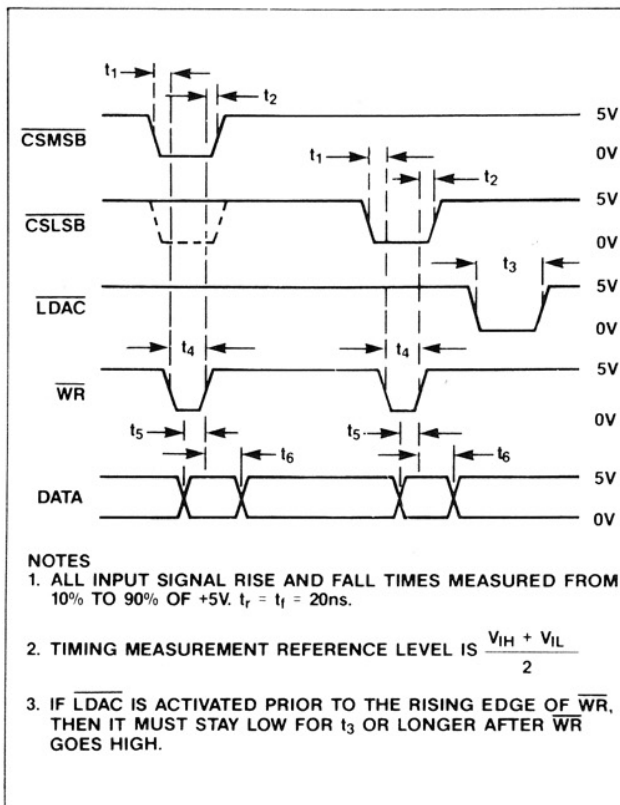 t1
t2
CSMSB
5V
0V
t1
t2
CSLSB
5V
0V
t3
LDAC
5V
0V
t4
t4
WR
5V
0V
t5
t6
t5
t6
DATA
5V
0V
NOTES
1. ALL INPUT SIGNAL RISE AND FALL TIMES MEASURED FROM
10% TO 90% OF +5V. tr = tf = 20ns.
2. TIMING MEASUREMENT REFERENCE LEVEL IS VIH + VIL / 2
3. IF LDAC IS ACTIVATED PRIOR TO THE RISING EDGE OF WR,
THEN IT MUST STAY LOW FOR t3 OR LONGER AFTER WR
GOES HIGH.